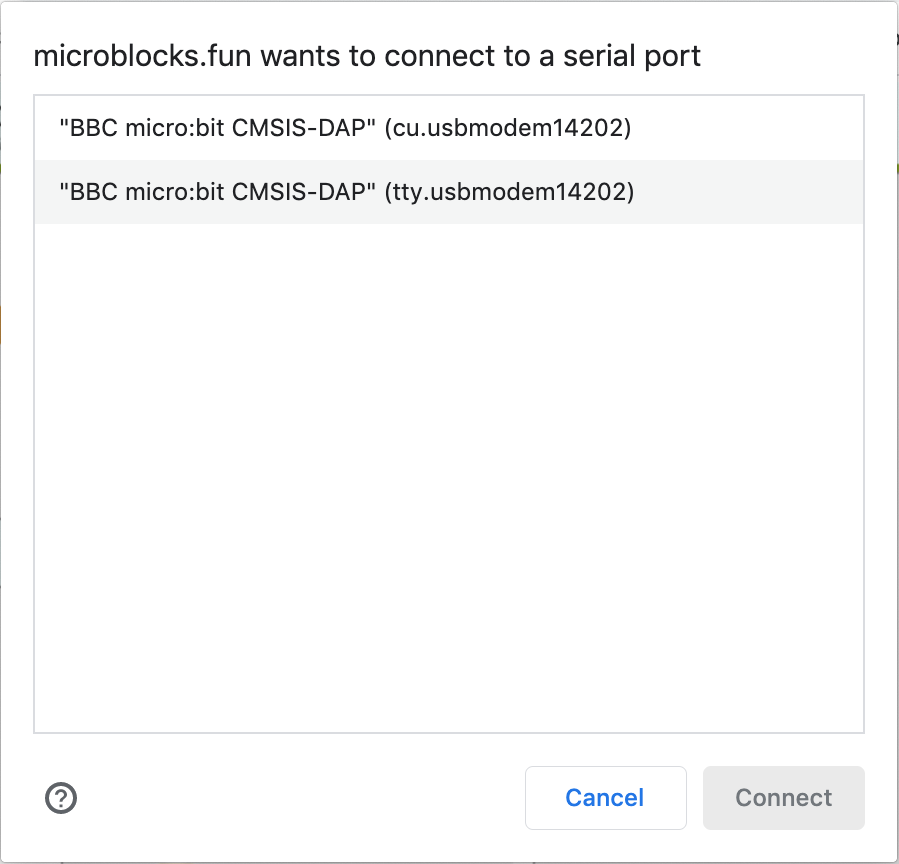 microblocks.fun wants to connect to a serial port
"BBC micro:bit CMSIS-DAP" (cu.usbmodem14202)
"BBC micro:bit CMSIS-DAP" (tty.usbmodem14202)
?
Cancel
Connect